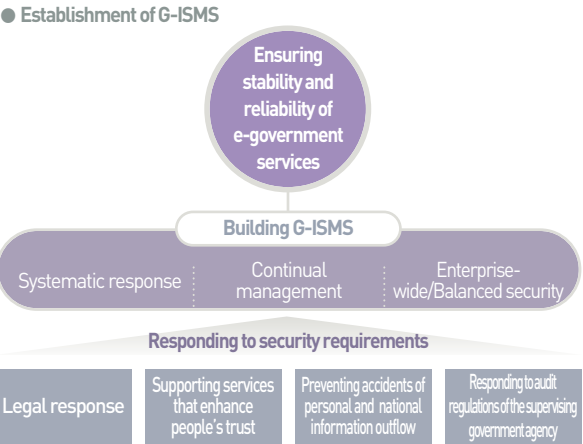 ● Establishment of G-ISMS
Ensuring
stability and
reliability of
e-government
services
Building G-ISMS
Systematic response
Continual
management
Enterprise-
wide/Balanced security
Responding to security requirements
Legal response
Supporting services
that enhance
people's trust
Preventing accidents of
personal and national
information outflow
Responding to audit
regulations of the supervising
government agency